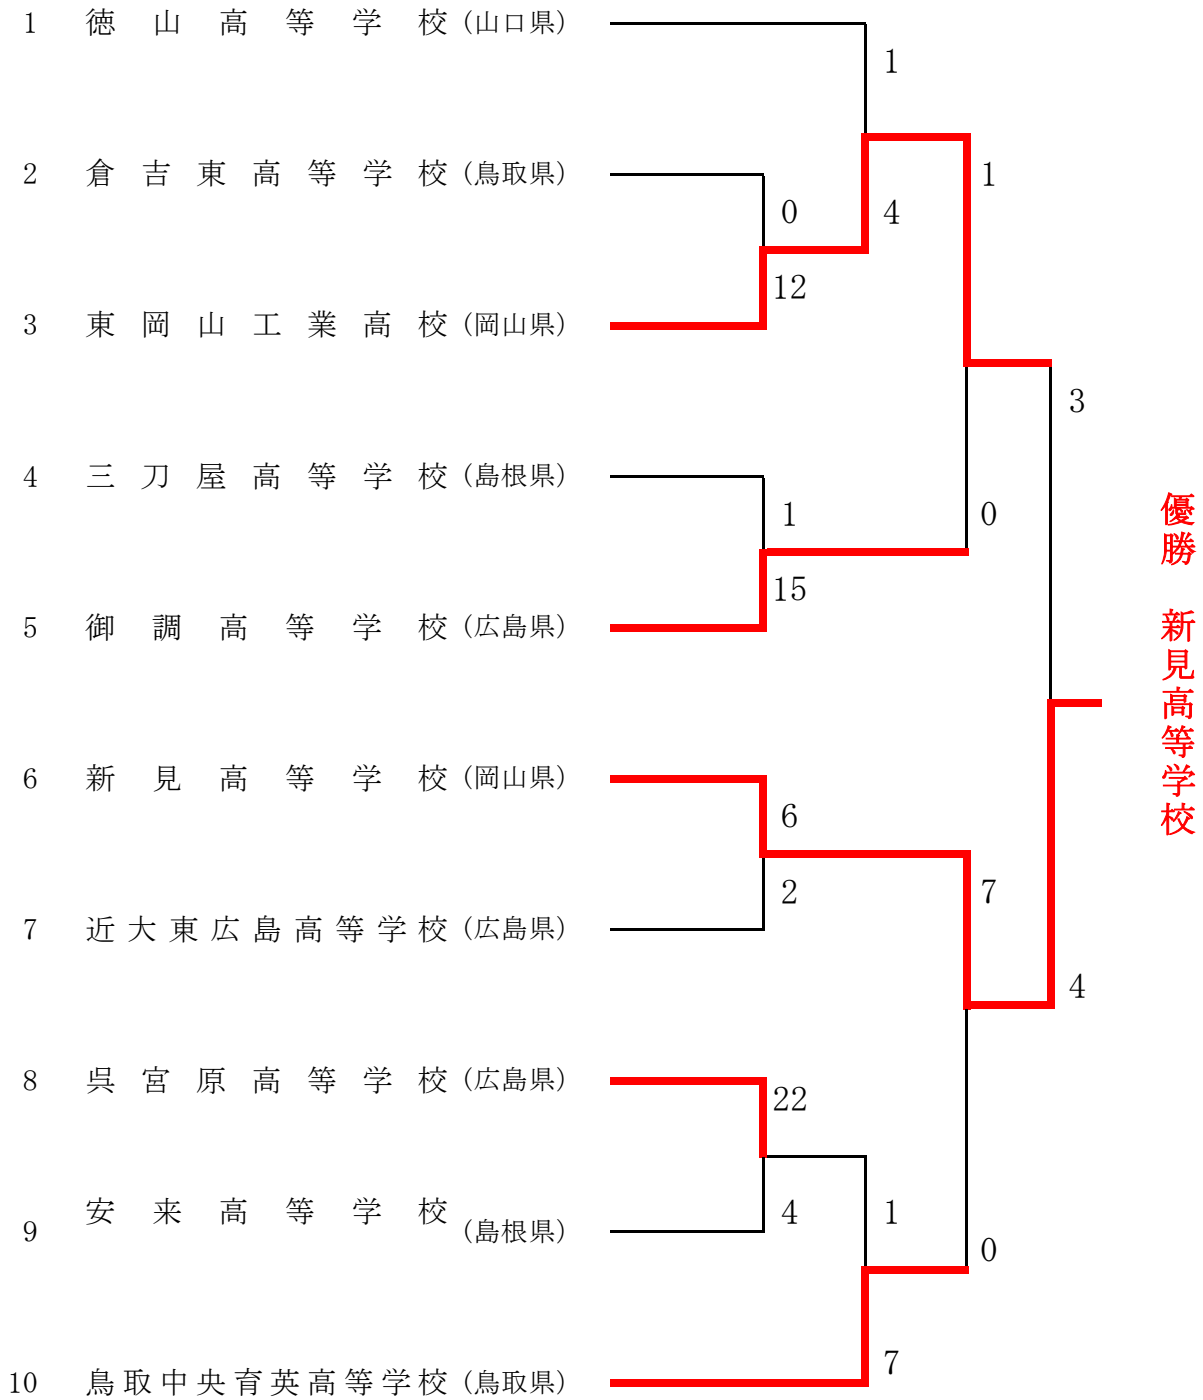 1 徳山高等学校 (山口県)
1
2 倉吉東高等学校 (鳥取県)
1
0
4
12
3 東岡山工業高校 (岡山県)
3
4 三刀屋高等学校 (島根県)
1
0
15
5 御調高等学校 (広島県)
優勝 新見高等学校
6 新見高等学校 (岡山県)
6
2
7
7 近大東広島高等学校 (広島県)
4
8 呉宮原高等学校 (広島県)
22
4
1
9 安来高等学校 (島根県)
0
7
10 鳥取中央育英高等学校 (鳥取県)